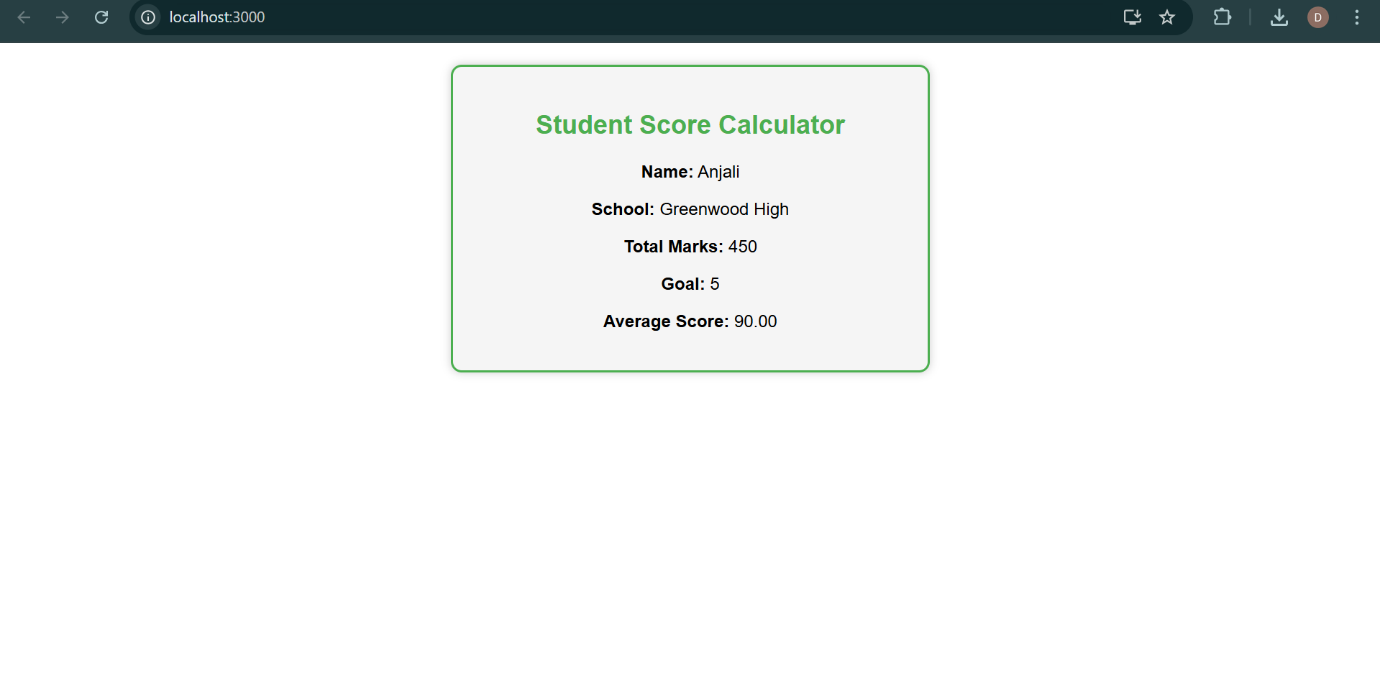 localhost:3000
D
Student Score Calculator
Name: Anjali
School: Greenwood High
Total Marks: 450
Goal: 5
Average Score: 90.00